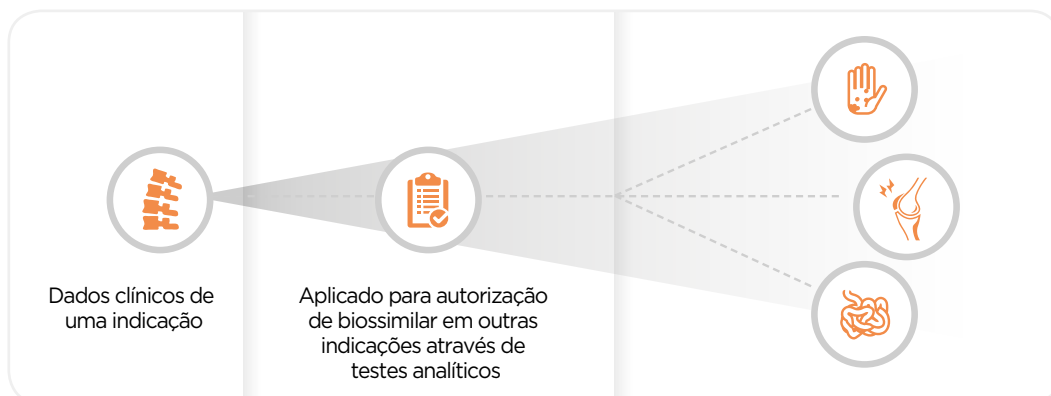 Dados clínicos de
uma indicação
Aplicado para autorização
de biossimilar em outras
indicações através de
testes analíticos